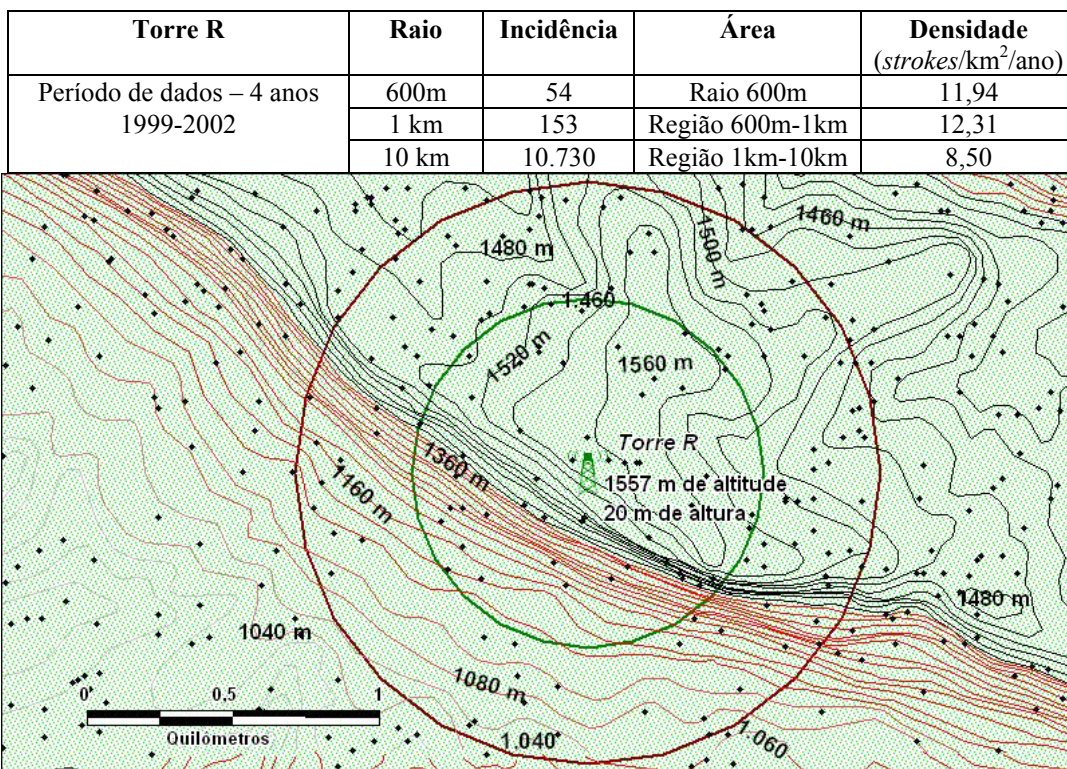 Torre R Raio Incidência Área Densidade
(strokes/km²/ano)
Período de dados – 4 anos 600m 54 Raio 600m 11,94
1999-2002 1 km 153 Região 600m-1km 12,31
10 km 10.730 Região 1km-10km 8,50
1460 m
1480 m
1500 m
1.460
1520 m
1560 m
Torre R
1360 m
1557 m de altitude
1160 m
20 m de altura
1480 m
1040 m
1080 m
0 0.5 1
Quilómetros
1.040
1.060